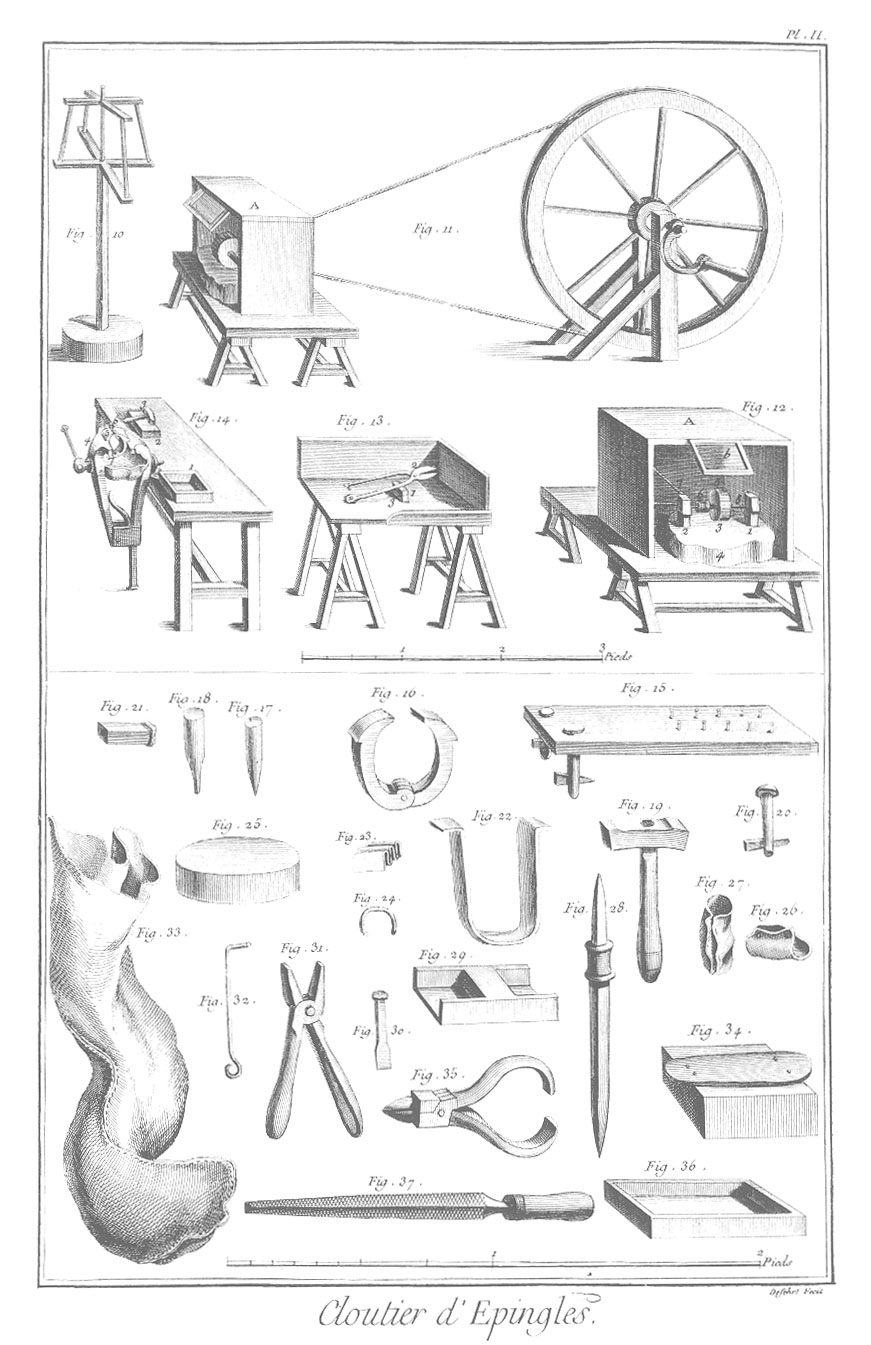 Pl. II.
Fig. 10
A
Fig. 11.
Fig. 14.
3
2
4
1
Fig. 13.
2
1
3
Fig. 12.
A
b
2
3
1
4
1 2 3 Pieds
Fig. 21.
Fig. 18.
Fig. 17.
Fig. 16.
Fig. 15.
Fig. 25.
Fig. 23.
Fig. 22.
Fig. 19.
Fig. 20.
Fig. 24.
Fig. 28.
Fig. 27.
Fig. 26.
Fig. 33.
Fig. 32.
Fig. 31.
Fig. 30.
Fig. 29.
Fig. 34.
Fig. 35.
Fig. 37.
Fig. 36.
1 2 Pieds
Defehrt Fecit
Cloutier d'Epingles.